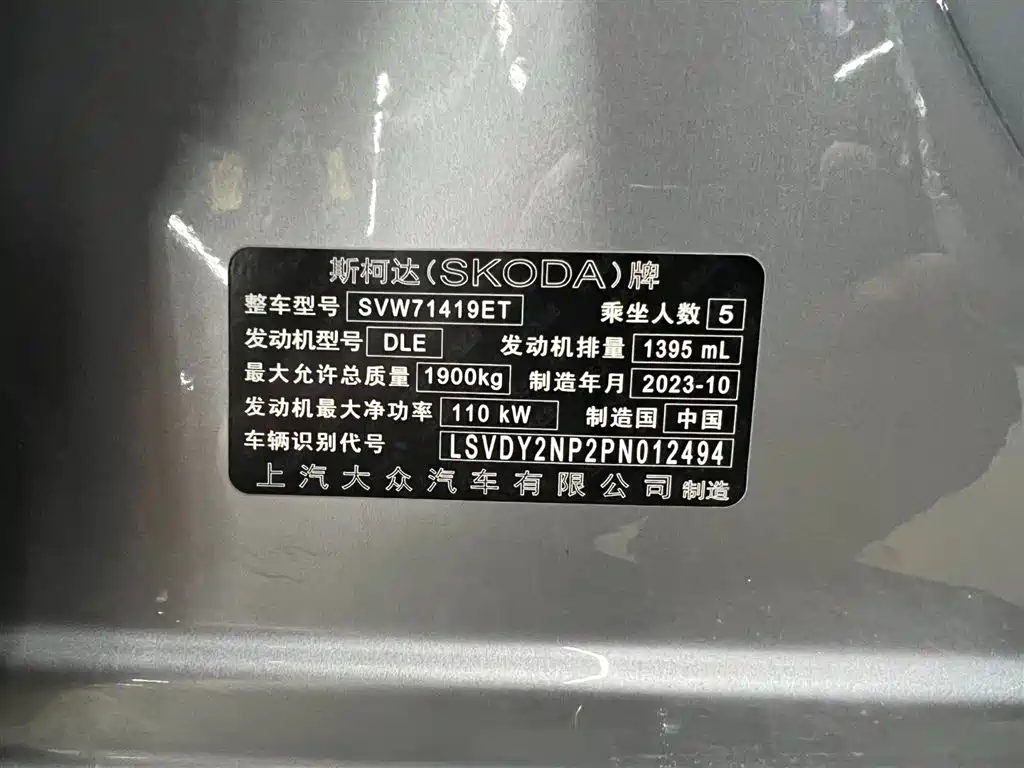 斯柯达(SKODA)牌
整车型号 SVW71419ET 乘坐人数 5
发动机型号 DLE 发动机排量 1395 mL
最大允许总质量 1900kg 制造年月 2023-10
发动机最大净功率 110 kW 制造国 中国
车辆识别代号 LSVDY2NP2PN012494
上汽大众汽车有限公司 制造